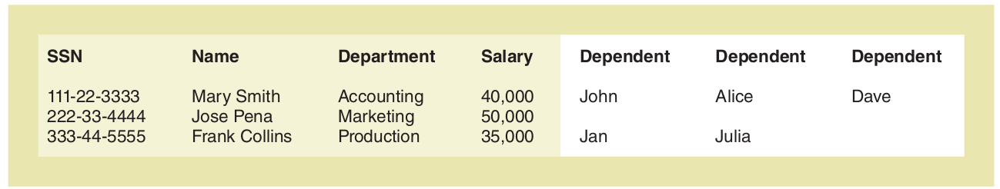 SSN Name Department Salary Dependent Dependent Dependent
111-22-3333 Mary Smith Accounting 40,000 John Alice Dave
222-33-4444 Jose Pena Marketing 50,000
333-44-5555 Frank Collins Production 35,000 Jan Julia